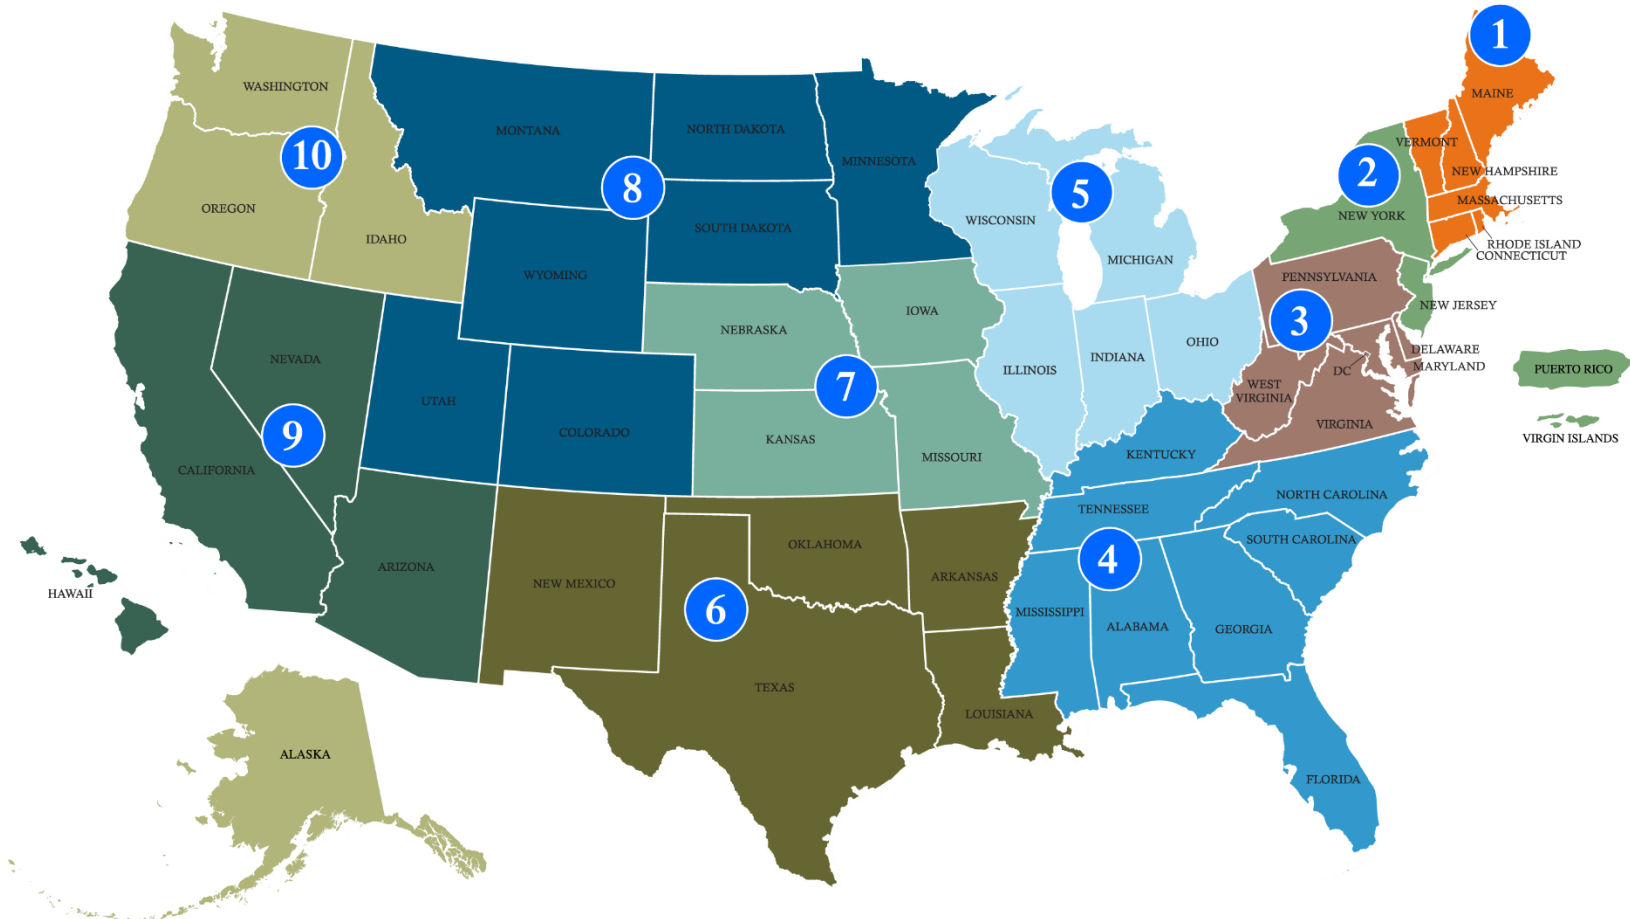 1
MAINE
WASHINGTON
MONTANA
NORTH DAKOTA
VERMONT
10
MINNESOTA
NEW HAMPSHIRE
2
8
5
MASSACHUSETTS
OREGON
WISCONSIN
NEW YORK
SOUTH DAKOTA
IDAHO
RHODE ISLAND
CONNECTICUT
MICHIGAN
WYOMING
PENNSYLVANIA
NEW JERSEY
IOWA
3
NEBRASKA
OHIO
DELAWARE
NEVADA
INDIANA
MARYLAND
ILLINOIS
DC
PUERTO RICO
7
WEST
VIRGINIA
UTAH
VIRGINIA
COLORADO
9
KANSAS
VIRGIN ISLANDS
KENTUCKY
MISSOURI
CALIFORNIA
NORTH CAROLINA
TENNESSEE
SOUTH CAROLINA
OKLAHOMA
4
ARIZONA
ARKANSAS
NEW MEXICO
HAWAII
6
MISSISSIPPI
ALABAMA
GEORGIA
TEXAS
LOUISIANA
ALASKA
FLORIDA